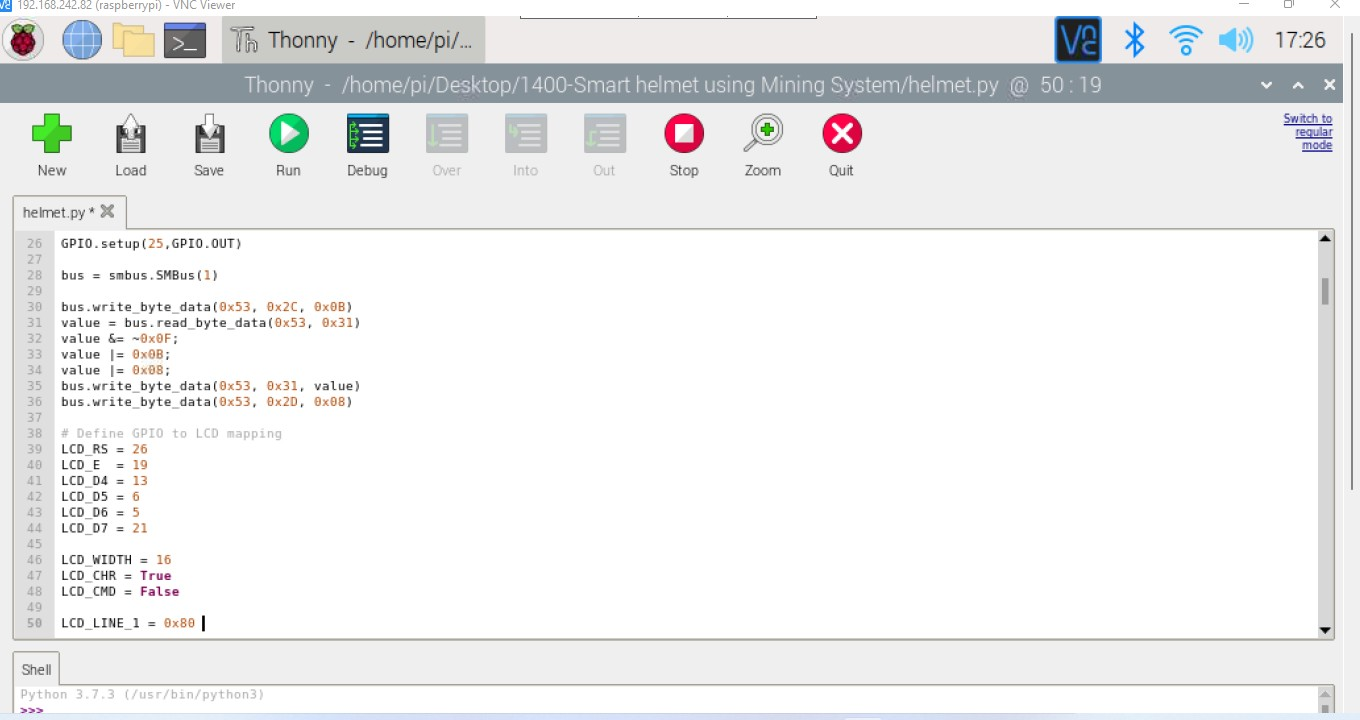 192.168.242.82 (raspberrypi) - VNC Viewer
Thonny - /home/pi/...
17:26
Thonny - /home/pi/Desktop/1400-Smart helmet using Mining System/helmet.py @ 50 : 19
New Load Save Run Debug Over Into Out Stop Zoom Quit
Switch to
regular
mode
helmet.py *
26 GPIO.setup(25,GPIO.OUT)
27
28 bus = smbus.SMBus(1)
29
30 bus.write_byte_data(0x53, 0x2C, 0x0B)
31 value = bus.read_byte_data(0x53, 0x31)
32 value &= ~0x0F;
33 value |= 0x0B;
34 value |= 0x08;
35 bus.write_byte_data(0x53, 0x31, value)
36 bus.write_byte_data(0x53, 0x2D, 0x08)
37
38 # Define GPIO to LCD mapping
39 LCD_RS = 26
40 LCD_E  = 19
41 LCD_D4 = 13
42 LCD_D5 = 6
43 LCD_D6 = 5
44 LCD_D7 = 21
45
46 LCD_WIDTH = 16
47 LCD_CHR = True
48 LCD_CMD = False
49
50 LCD_LINE_1 = 0x80
Shell
Python 3.7.3 (/usr/bin/python3)
>>>